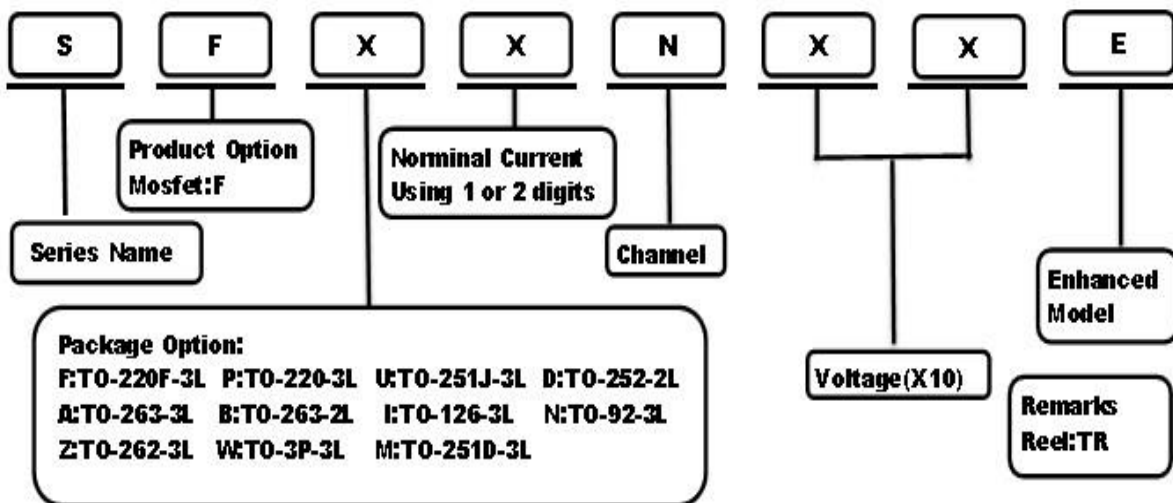 S F X X N X X E
Product Option
Mosfet:F
Norminal Current
Using 1 or 2 digits
Series Name
Channel
Enhanced
Model
Package Option:
F:TO-220F-3L P:TO-220-3L U:TO-251J-3L D:TO-252-2L
A:TO-263-3L B:TO-263-2L I:TO-126-3L N:TO-92-3L
Z:TO-262-3L W:TO-3P-3L M:TO-251D-3L
Voltage(X10)
Remarks
Reel:TR